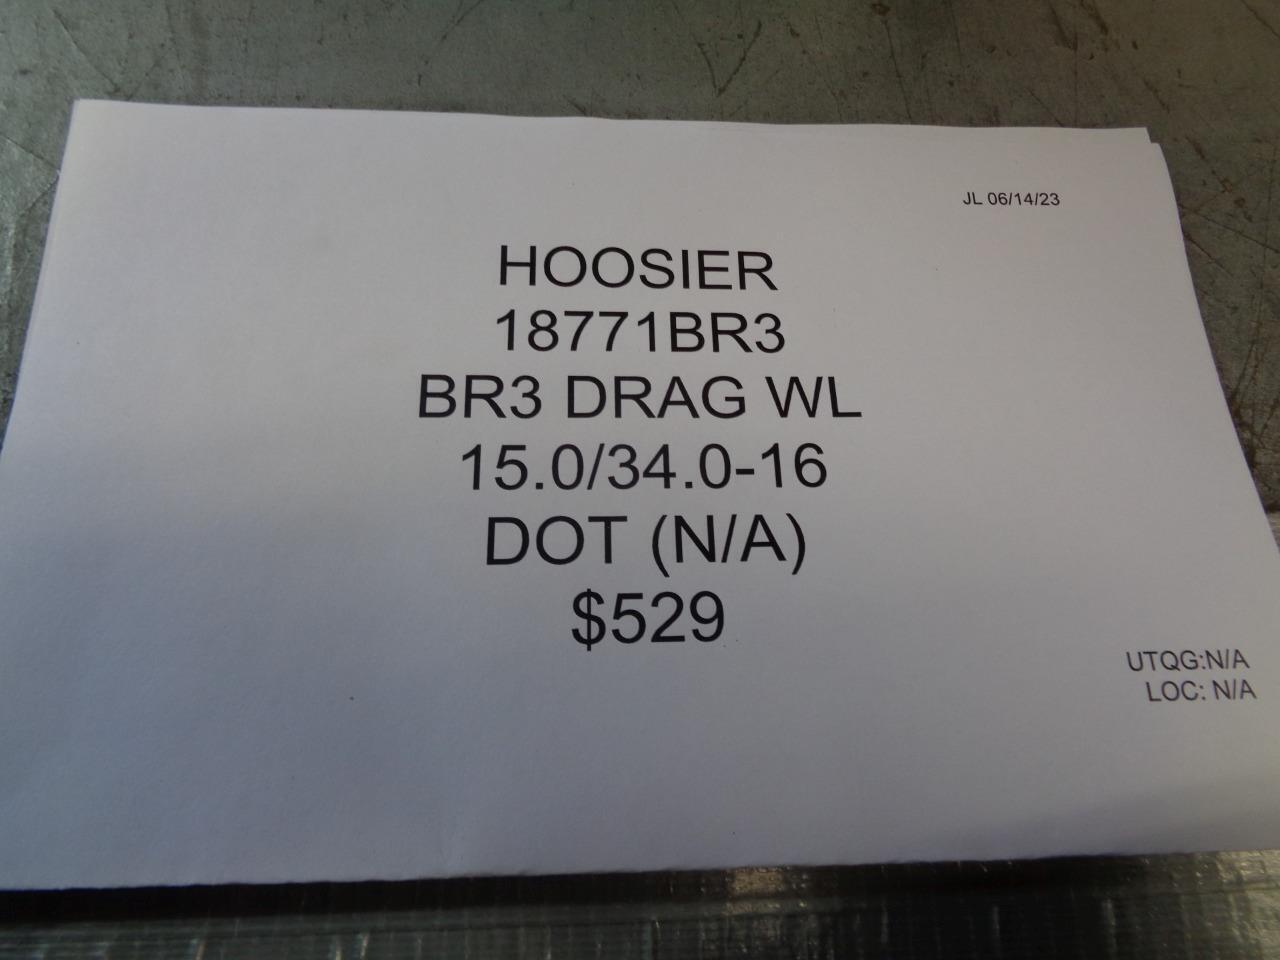 JL 06/14/23
HOOSIER
18771BR3
BR3 DRAG WL
15.0/34.0-16
DOT (N/A)
$529
UTQG:N/A
LOC: N/A